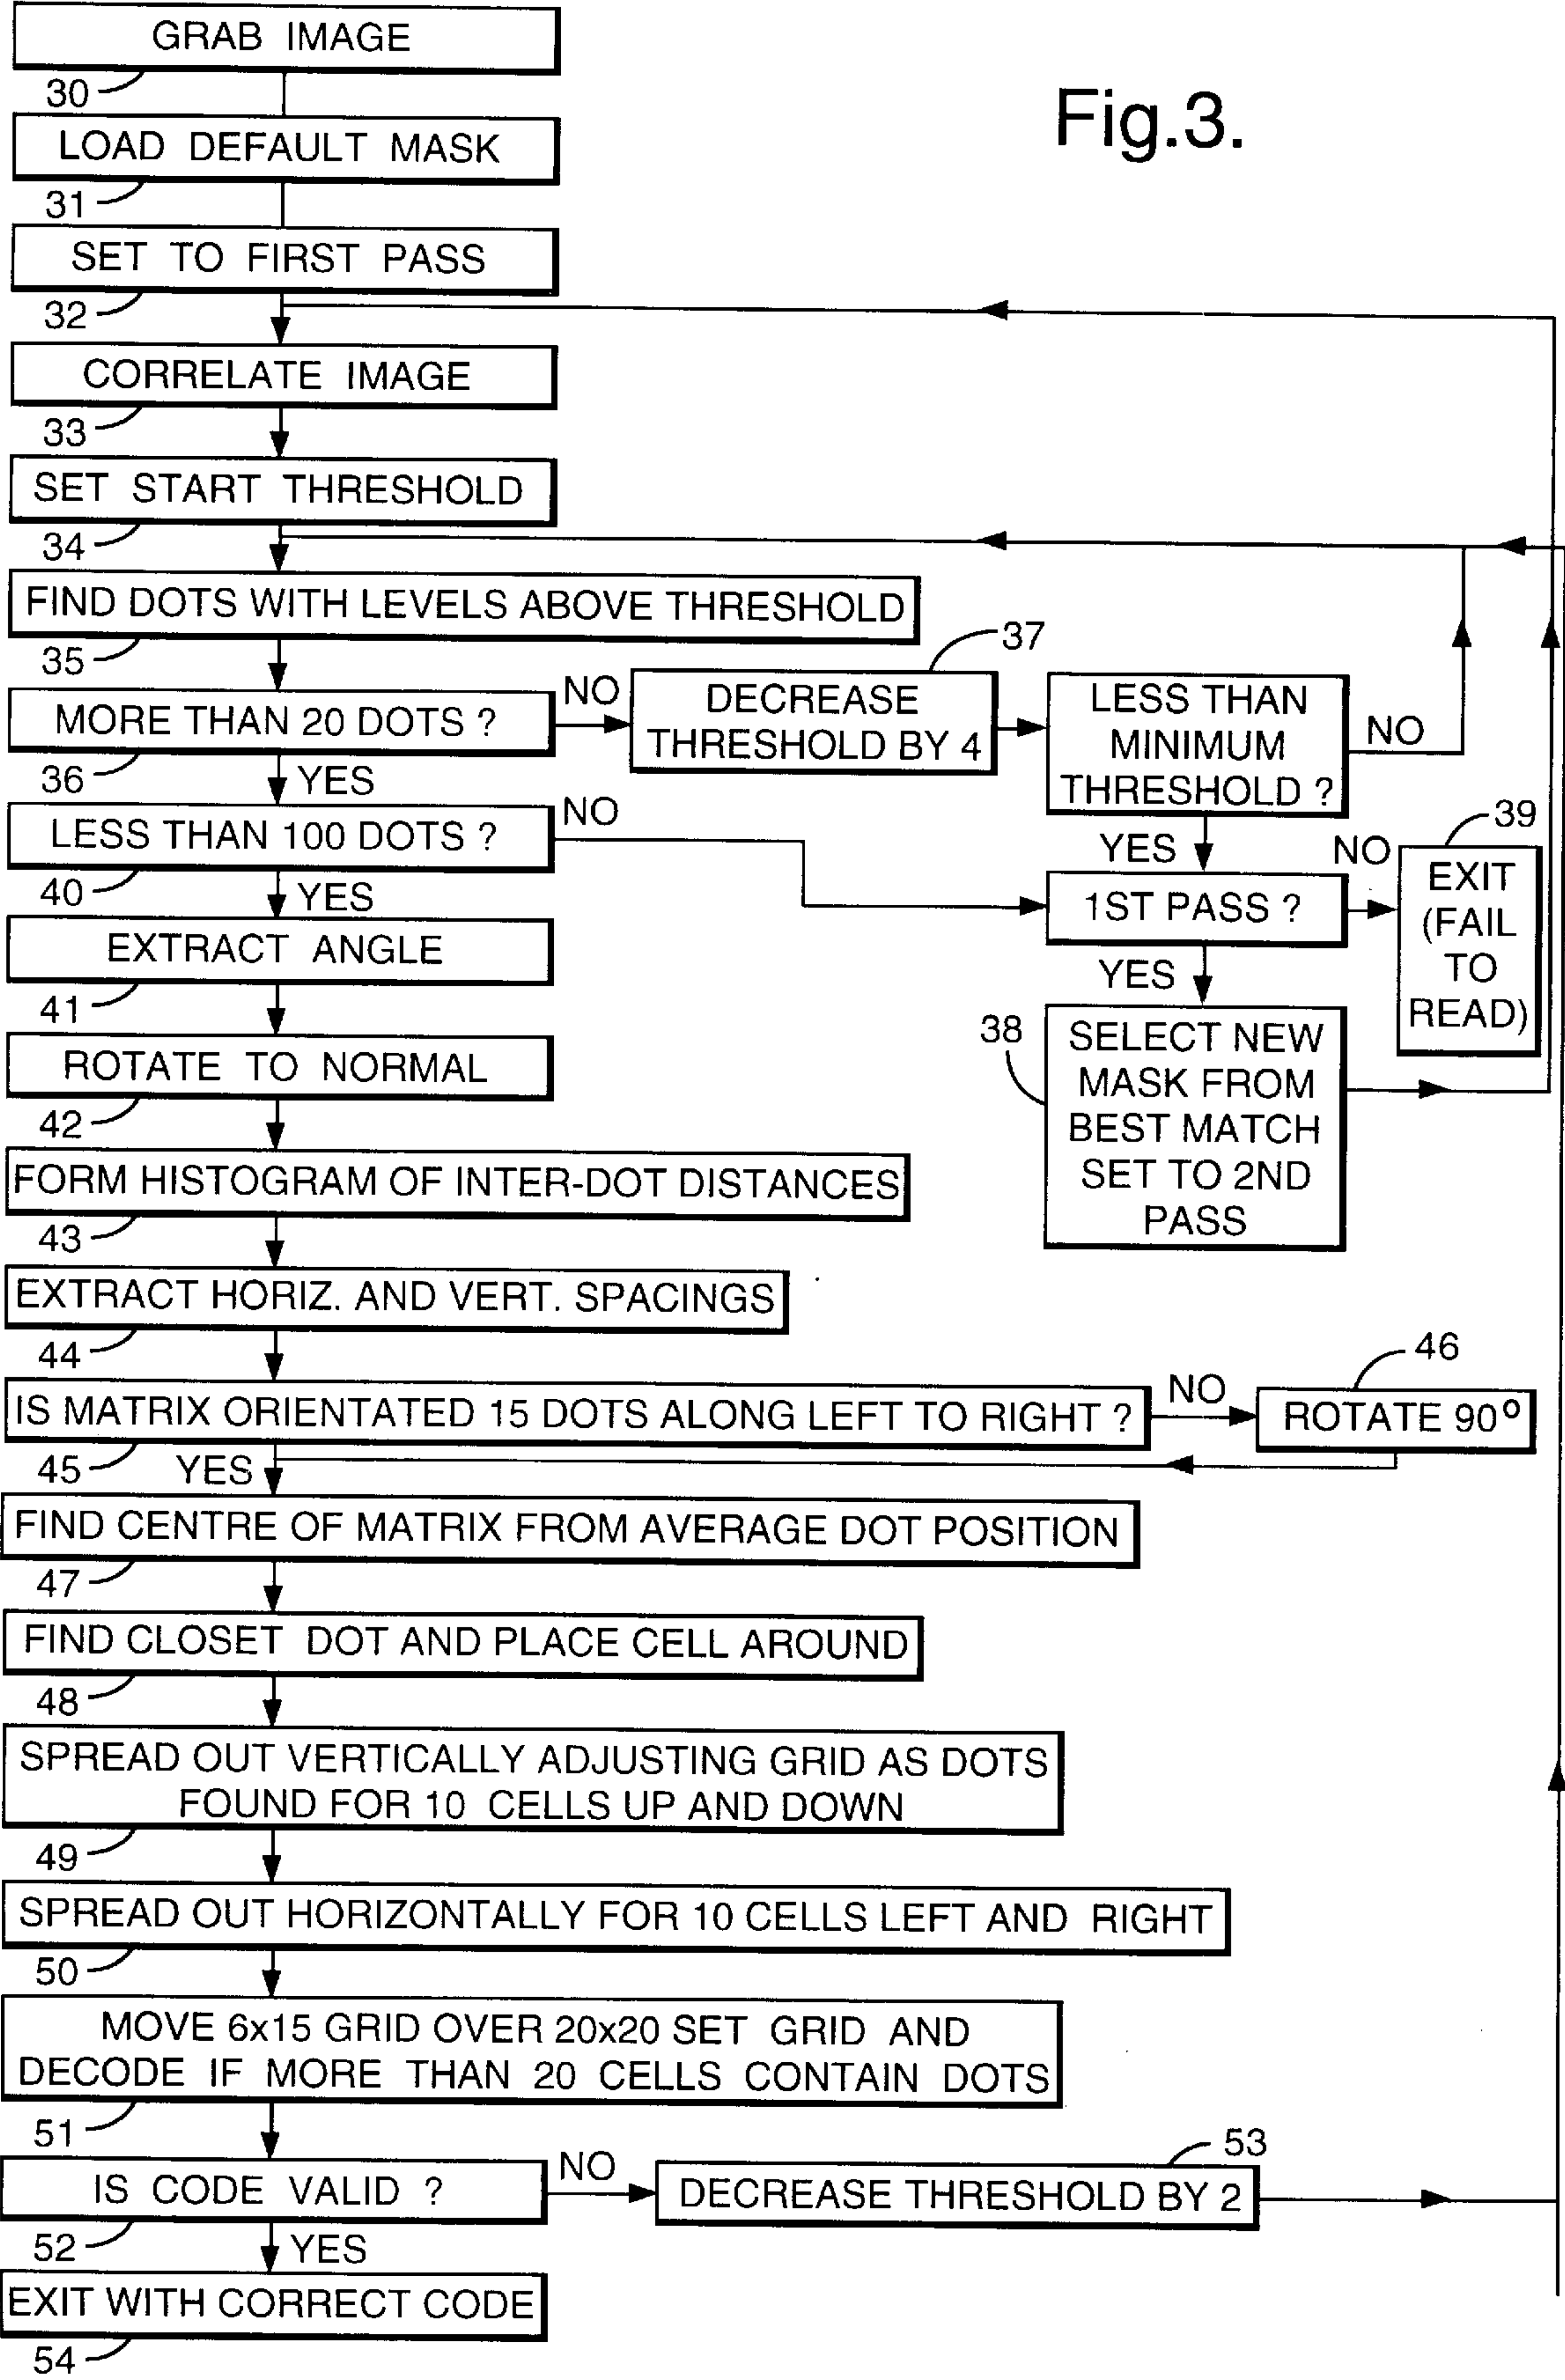 GRAB IMAGE
30
Fig.3.
LOAD DEFAULT MASK
31
SET TO FIRST PASS
32
CORRELATE IMAGE
33
SET START THRESHOLD
34
FIND DOTS WITH LEVELS ABOVE THRESHOLD
35
MORE THAN 20 DOTS ?
36
NO
YES
37
DECREASE
THRESHOLD BY 4
LESS THAN
MINIMUM
THRESHOLD ?
NO
YES
LESS THAN 100 DOTS ?
40
NO
YES
1ST PASS ?
NO
YES
39
EXIT
(FAIL
TO
READ)
38
SELECT NEW
MASK FROM
BEST MATCH
SET TO 2ND
PASS
EXTRACT ANGLE
41
ROTATE TO NORMAL
42
FORM HISTOGRAM OF INTER-DOT DISTANCES
43
EXTRACT HORIZ. AND VERT. SPACINGS
44
IS MATRIX ORIENTATED 15 DOTS ALONG LEFT TO RIGHT ?
45
NO
YES
46
ROTATE 90º
FIND CENTRE OF MATRIX FROM AVERAGE DOT POSITION
47
FIND CLOSET DOT AND PLACE CELL AROUND
48
SPREAD OUT VERTICALLY ADJUSTING GRID AS DOTS
FOUND FOR 10 CELLS UP AND DOWN
49
SPREAD OUT HORIZONTALLY FOR 10 CELLS LEFT AND RIGHT
50
MOVE 6x15 GRID OVER 20x20 SET GRID AND
DECODE IF MORE THAN 20 CELLS CONTAIN DOTS
51
IS CODE VALID ?
52
NO
YES
53
DECREASE THRESHOLD BY 2
EXIT WITH CORRECT CODE
54